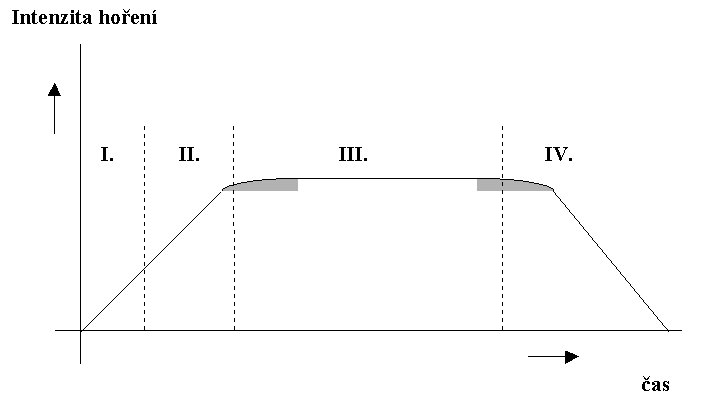 Intenzita hoření
I. II. III. IV.
čas